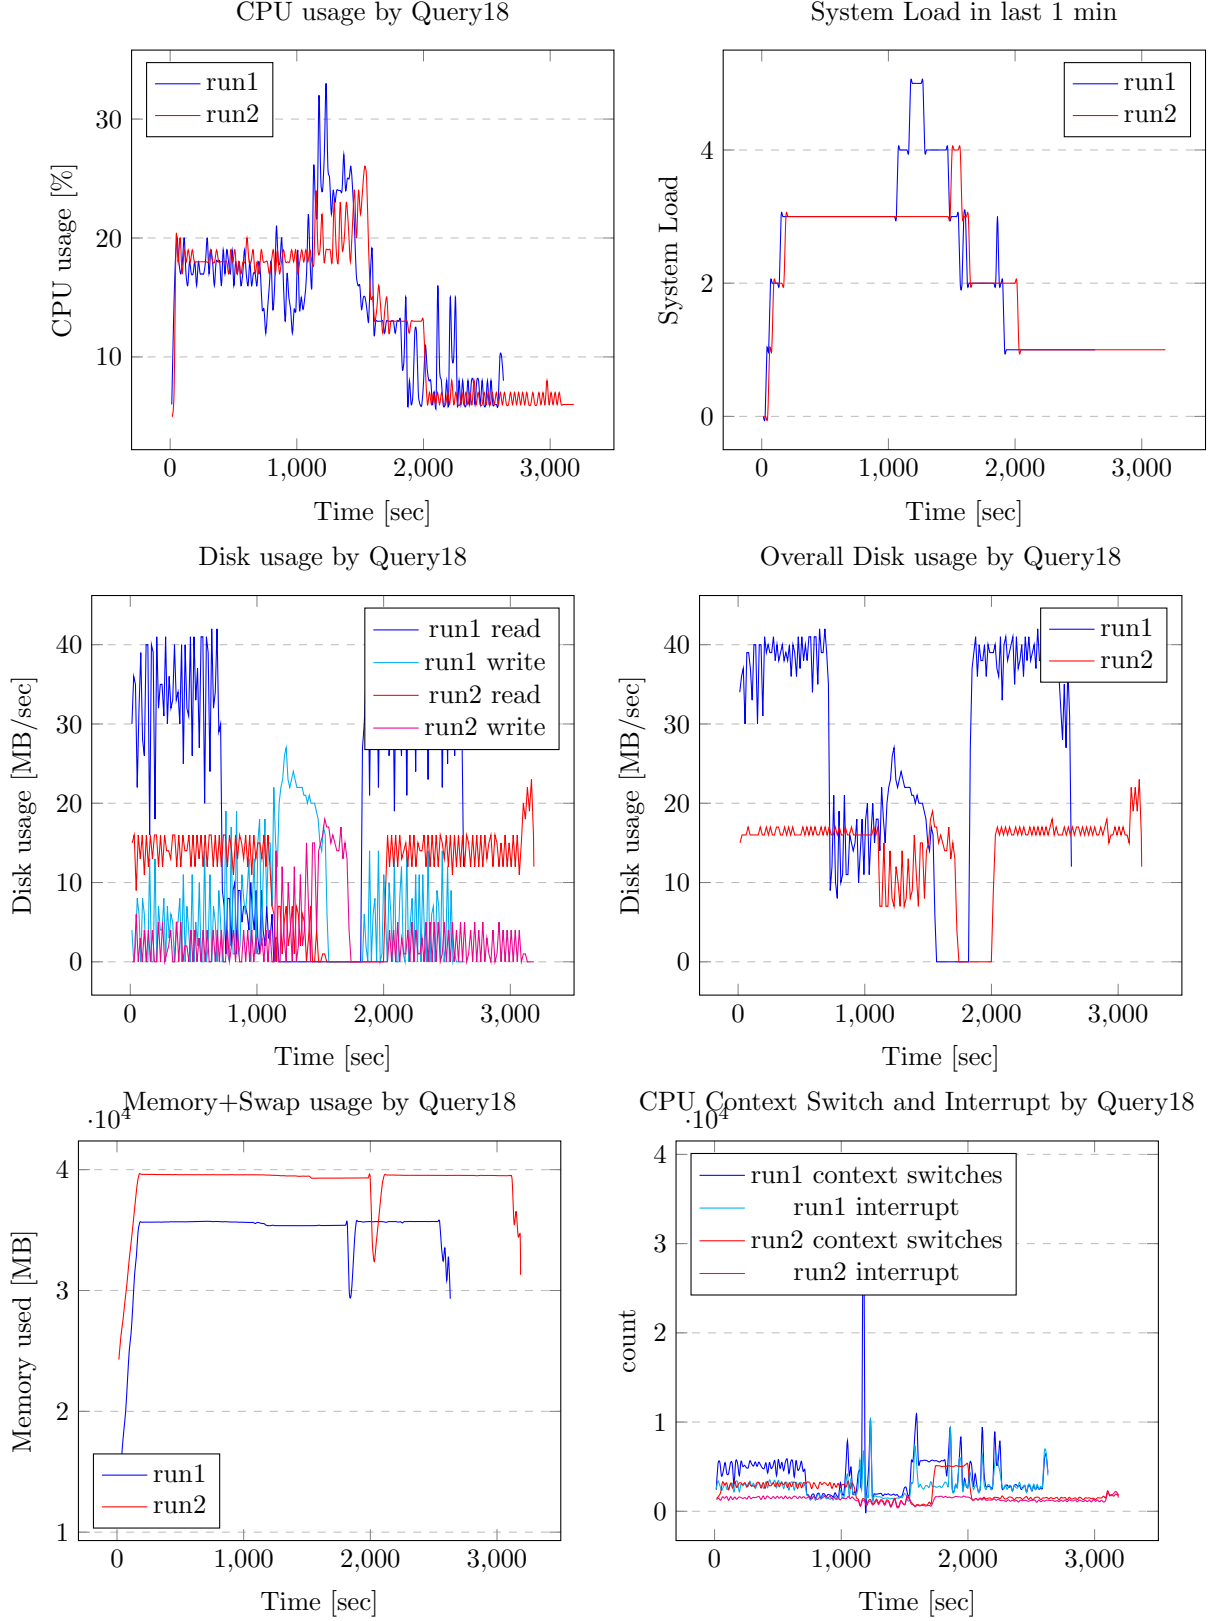 CPU usage by Query18
run1
run2
30
20
10
CPU usage [%]
0
1,000
2,000
3,000
Time [sec]
System Load in last 1 min
run1
run2
4
2
0
System Load
0
1,000
2,000
3,000
Time [sec]
Disk usage by Query18
run1 read
run1 write
run2 read
run2 write
40
30
20
10
0
Disk usage [MB/sec]
0
1,000
2,000
3,000
Time [sec]
Overall Disk usage by Query18
run1
run2
40
30
20
10
0
Disk usage [MB/sec]
0
1,000
2,000
3,000
Time [sec]
Memory+Swap usage by Query18
·10⁴
4
3
2
1
Memory used [MB]
run1
run2
0
1,000
2,000
3,000
Time [sec]
CPU Context Switch and Interrupt by Query18
·10⁴
run1 context switches
run1 interrupt
run2 context switches
run2 interrupt
4
3
2
1
0
count
0
1,000
2,000
3,000
Time [sec]